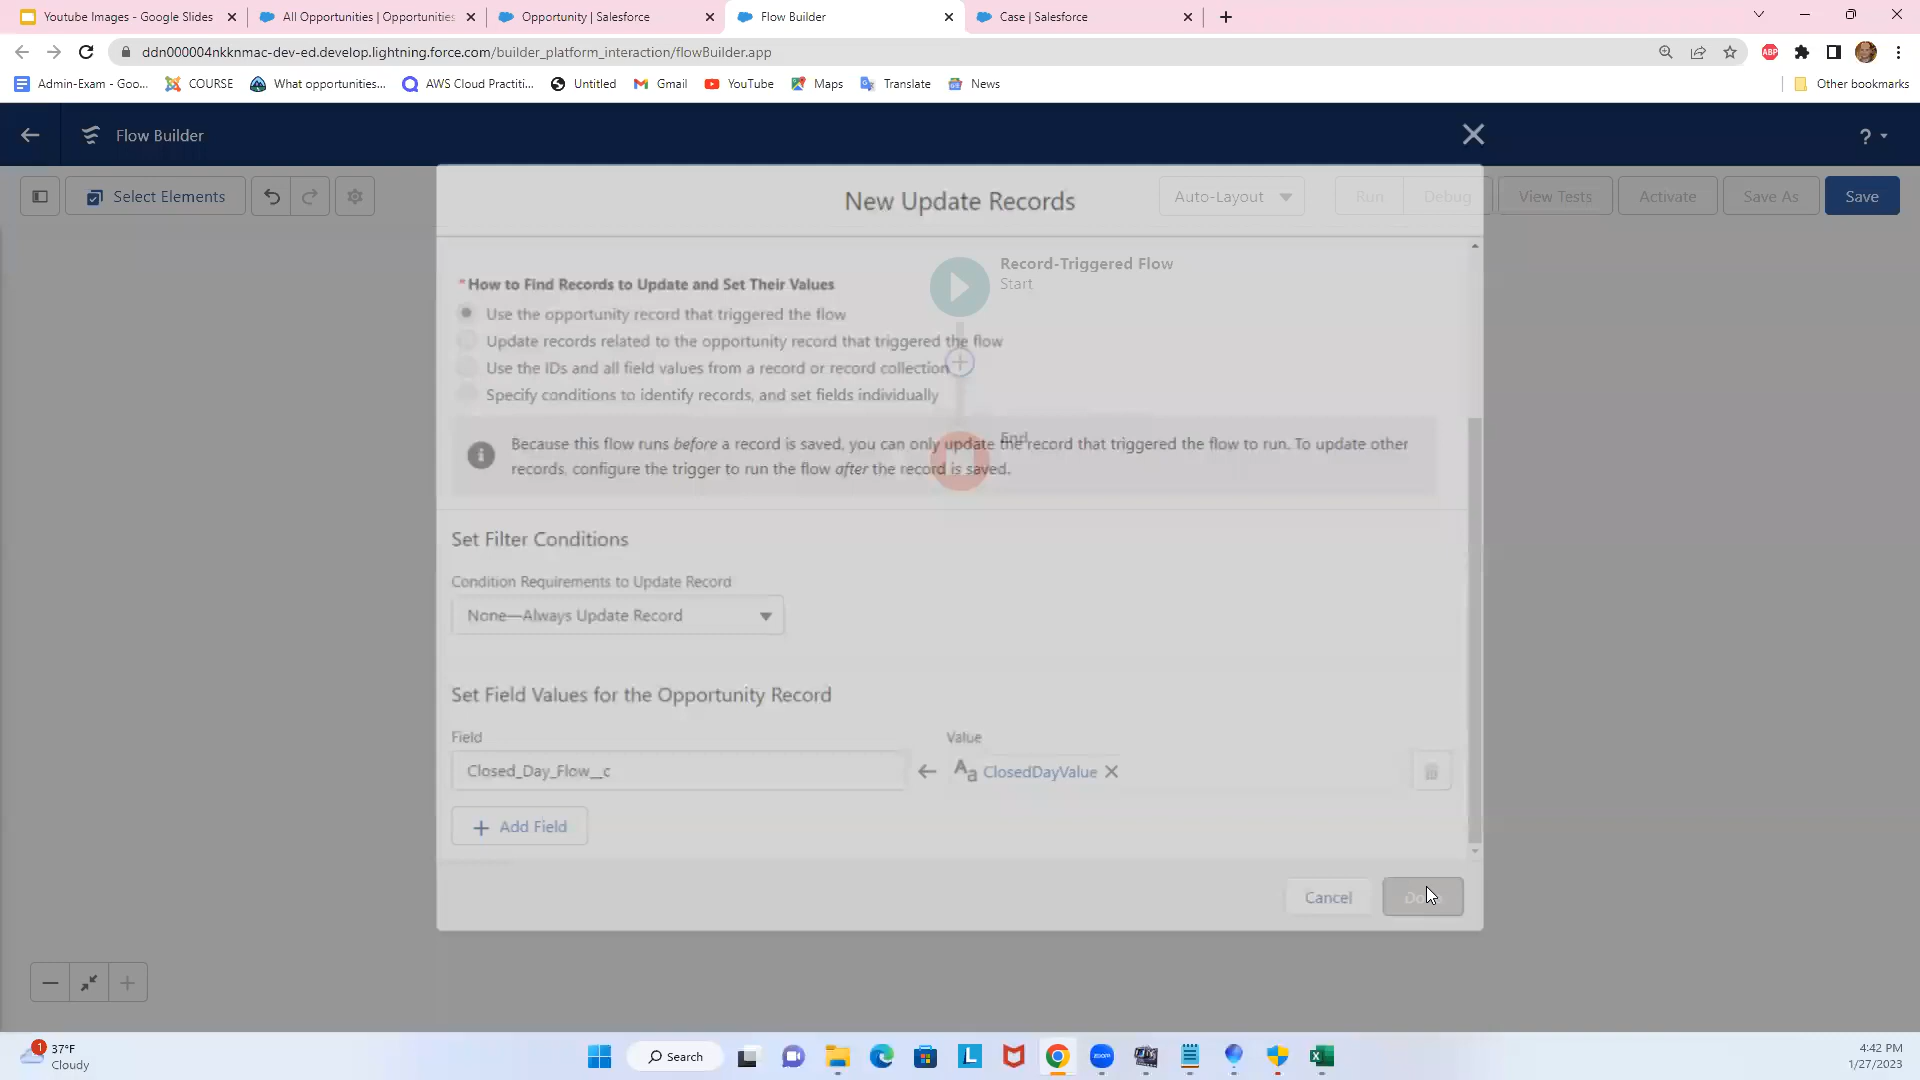 Youtube Images - Google Slides
All Opportunities | Opportunities
Opportunity | Salesforce
Flow Builder
Case | Salesforce
ddn000004nkknmac-dev-ed.develop.lightning.force.com/builder_platform_interaction/flowBuilder.app
ABP
Admin-Exam - Goo...
COURSE
What opportunities...
AWS Cloud Practiti...
Untitled
Gmail
YouTube
Maps
Translate
News
Other bookmarks
Flow Builder
?
Select Elements
New Update Records
Auto-Layout
Run
Debug
View Tests
Activate
Save As
Save
Record-Triggered Flow
Start
* How to Find Records to Update and Set Their Values
Use the opportunity record that triggered the flow
Update records related to the opportunity record that triggered the flow
Use the IDs and all field values from a record or record collection
Specify conditions to identify records, and set fields individually
End
Because this flow runs before a record is saved, you can only update the record that triggered the flow to run. To update other
records, configure the trigger to run the flow after the record is saved.
Set Filter Conditions
Condition Requirements to Update Record
None—Always Update Record
Set Field Values for the Opportunity Record
Field
Value
Closed_Day_Flow__c
Aa ClosedDayValue
Add Field
Cancel
1
37°F
Cloudy
Search
L
zoom
4:42 PM
1/27/2023